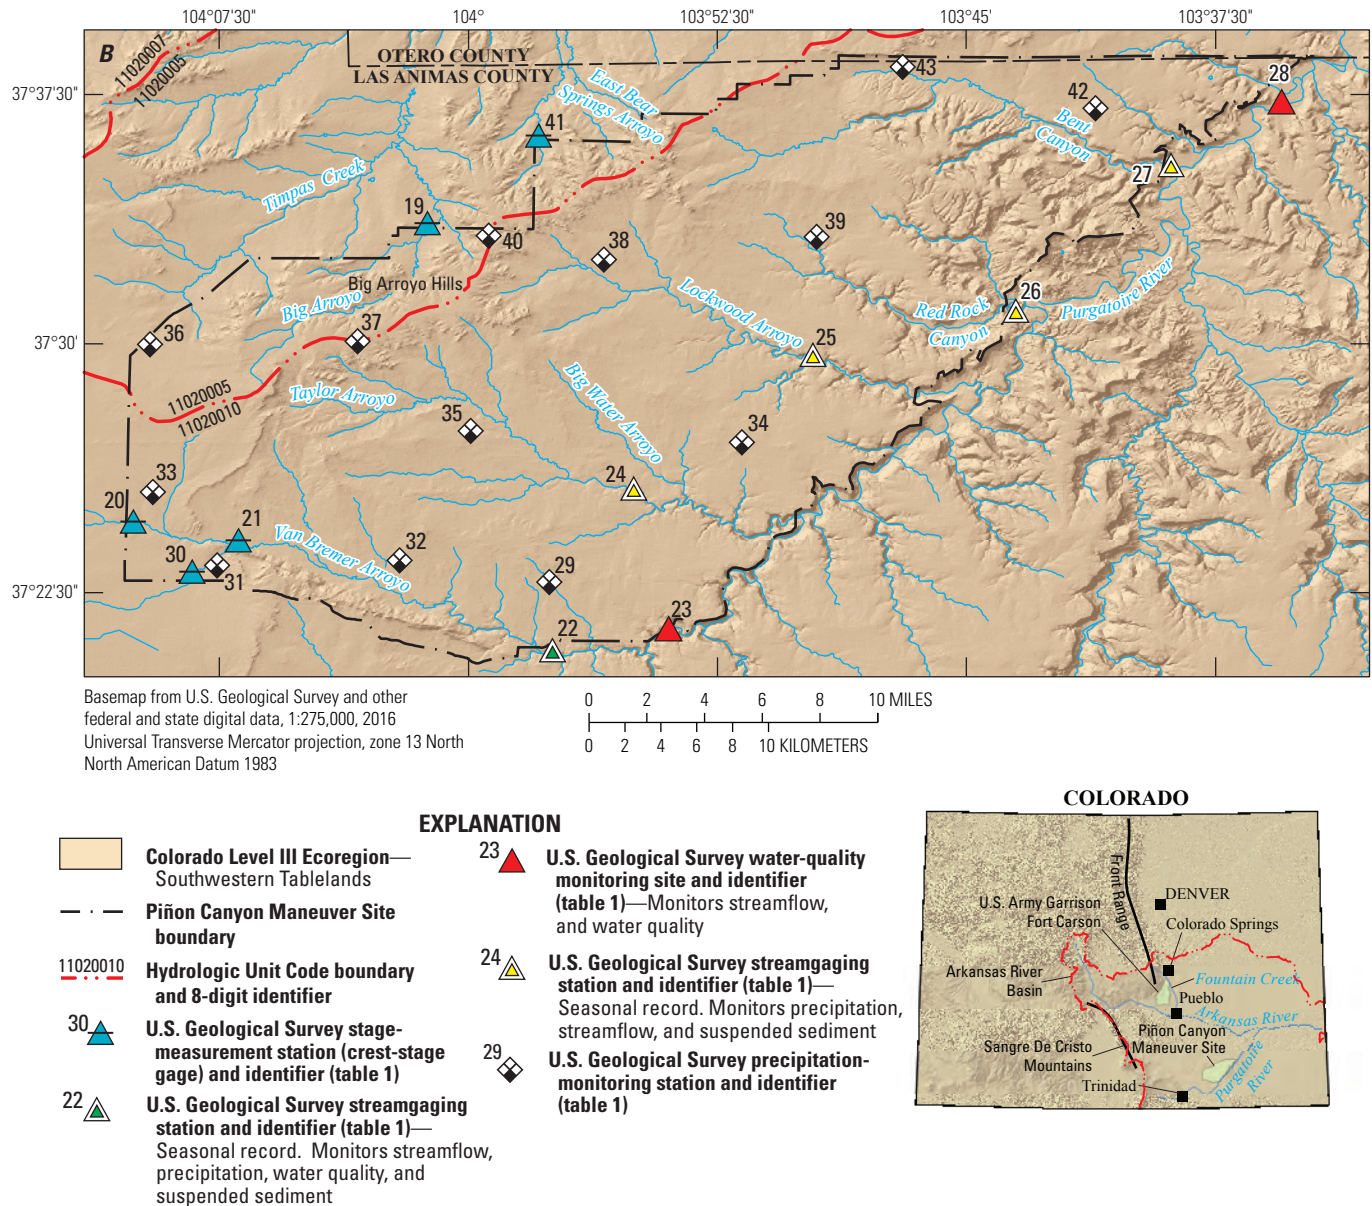 104°07'30" 104° 103°52'30" 103°45' 103°37'30"
B
OTERO COUNTY
LAS ANIMAS COUNTY
11020007
11020005
37°37'30"
37°30'
37°22'30"
East Bear
Springs Arroyo
43
42
28
Bent
Canyon
27
41
Timpas Creek
19
40
38
39
Big Arroyo Hills
Big Arroyo
Lockwood Arroyo
Red Rock
Canyon
26
Purgatoire River
36
37
25
11020005
11020010
Taylor Arroyo
Big Water Arroyo
35
34
33
24
20
21
Van Bremer Arroyo
32
30
31
29
23
22
Basemap from U.S. Geological Survey and other
federal and state digital data, 1:275,000, 2016
Universal Transverse Mercator projection, zone 13 North
North American Datum 1983
0 2 4 6 8 10 MILES
0 2 4 6 8 10 KILOMETERS
EXPLANATION
Colorado Level III Ecoregion—
Southwestern Tablelands
Piñon Canyon Maneuver Site
boundary
11020010
Hydrologic Unit Code boundary
and 8-digit identifier
30
U.S. Geological Survey stage-
measurement station (crest-stage
gage) and identifier (table 1)
22
U.S. Geological Survey streamgaging
station and identifier (table 1)—
Seasonal record. Monitors streamflow,
precipitation, water quality, and
suspended sediment
23
U.S. Geological Survey water-quality
monitoring site and identifier
(table 1)—Monitors streamflow,
and water quality
24
U.S. Geological Survey streamgaging
station and identifier (table 1)—
Seasonal record. Monitors precipitation,
streamflow, and suspended sediment
29
U.S. Geological Survey precipitation-
monitoring station and identifier
(table 1)
COLORADO
Front Range
DENVER
U.S. Army Garrison
Fort Carson
Colorado Springs
Arkansas River
Basin
Fountain Creek
Pueblo
Arkansas River
Piñon Canyon
Maneuver Site
Sangre De Cristo
Mountains
Purgatoire
River
Trinidad